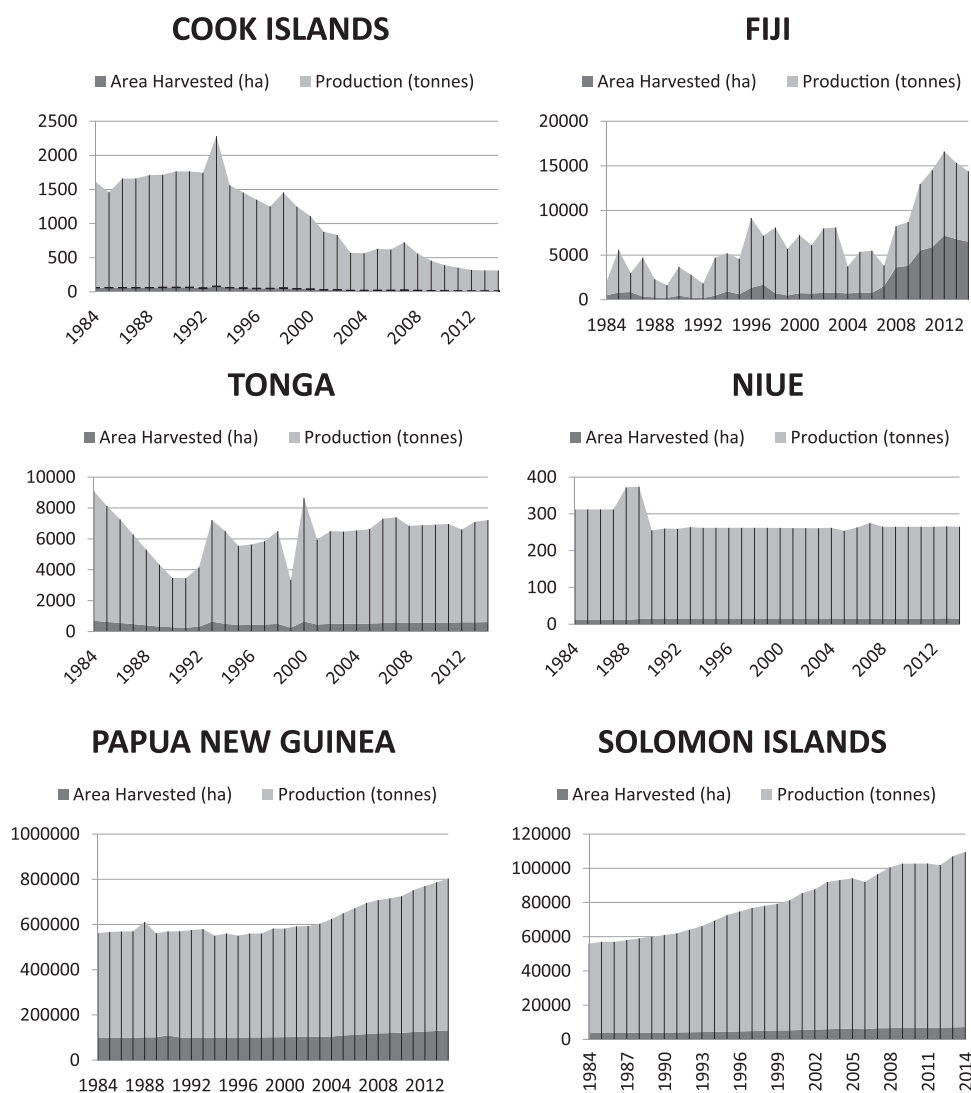 COOK ISLANDS
Area Harvested (ha) Production (tonnes)
2500
2000
1500
1000
500
0
1984 1988 1992 1996 2000 2004 2008 2012
FIJI
Area Harvested (ha) Production (tonnes)
20000
15000
10000
5000
0
1984 1988 1992 1996 2000 2004 2008 2012
TONGA
Area Harvested (ha) Production (tonnes)
10000
8000
6000
4000
2000
0
1984 1988 1992 1996 2000 2004 2008 2012
NIUE
Area Harvested (ha) Production (tonnes)
400
300
200
100
0
1984 1988 1992 1996 2000 2004 2008 2012
PAPUA NEW GUINEA
Area Harvested (ha) Production (tonnes)
1000000
800000
600000
400000
200000
0
1984 1988 1992 1996 2000 2004 2008 2012
SOLOMON ISLANDS
Area Harvested (ha) Production (tonnes)
120000
100000
80000
60000
40000
20000
0
1984 1987 1990 1993 1996 1999 2002 2005 2008 2011 2014